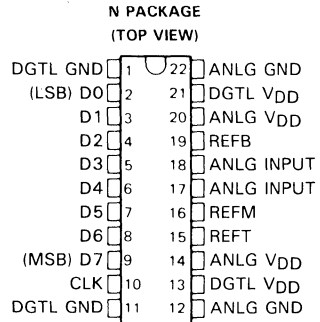 N PACKAGE
(TOP VIEW)
DGTL GND 1 22 ANLG GND
(LSB) D0 2 21 DGTL VDD
D1 3 20 ANLG VDD
D2 4 19 REFB
D3 5 18 ANLG INPUT
D4 6 17 ANLG INPUT
D5 7 16 REFM
D6 8 15 REFT
(MSB) D7 9 14 ANLG VDD
CLK 10 13 DGTL VDD
DGTL GND 11 12 ANLG GND